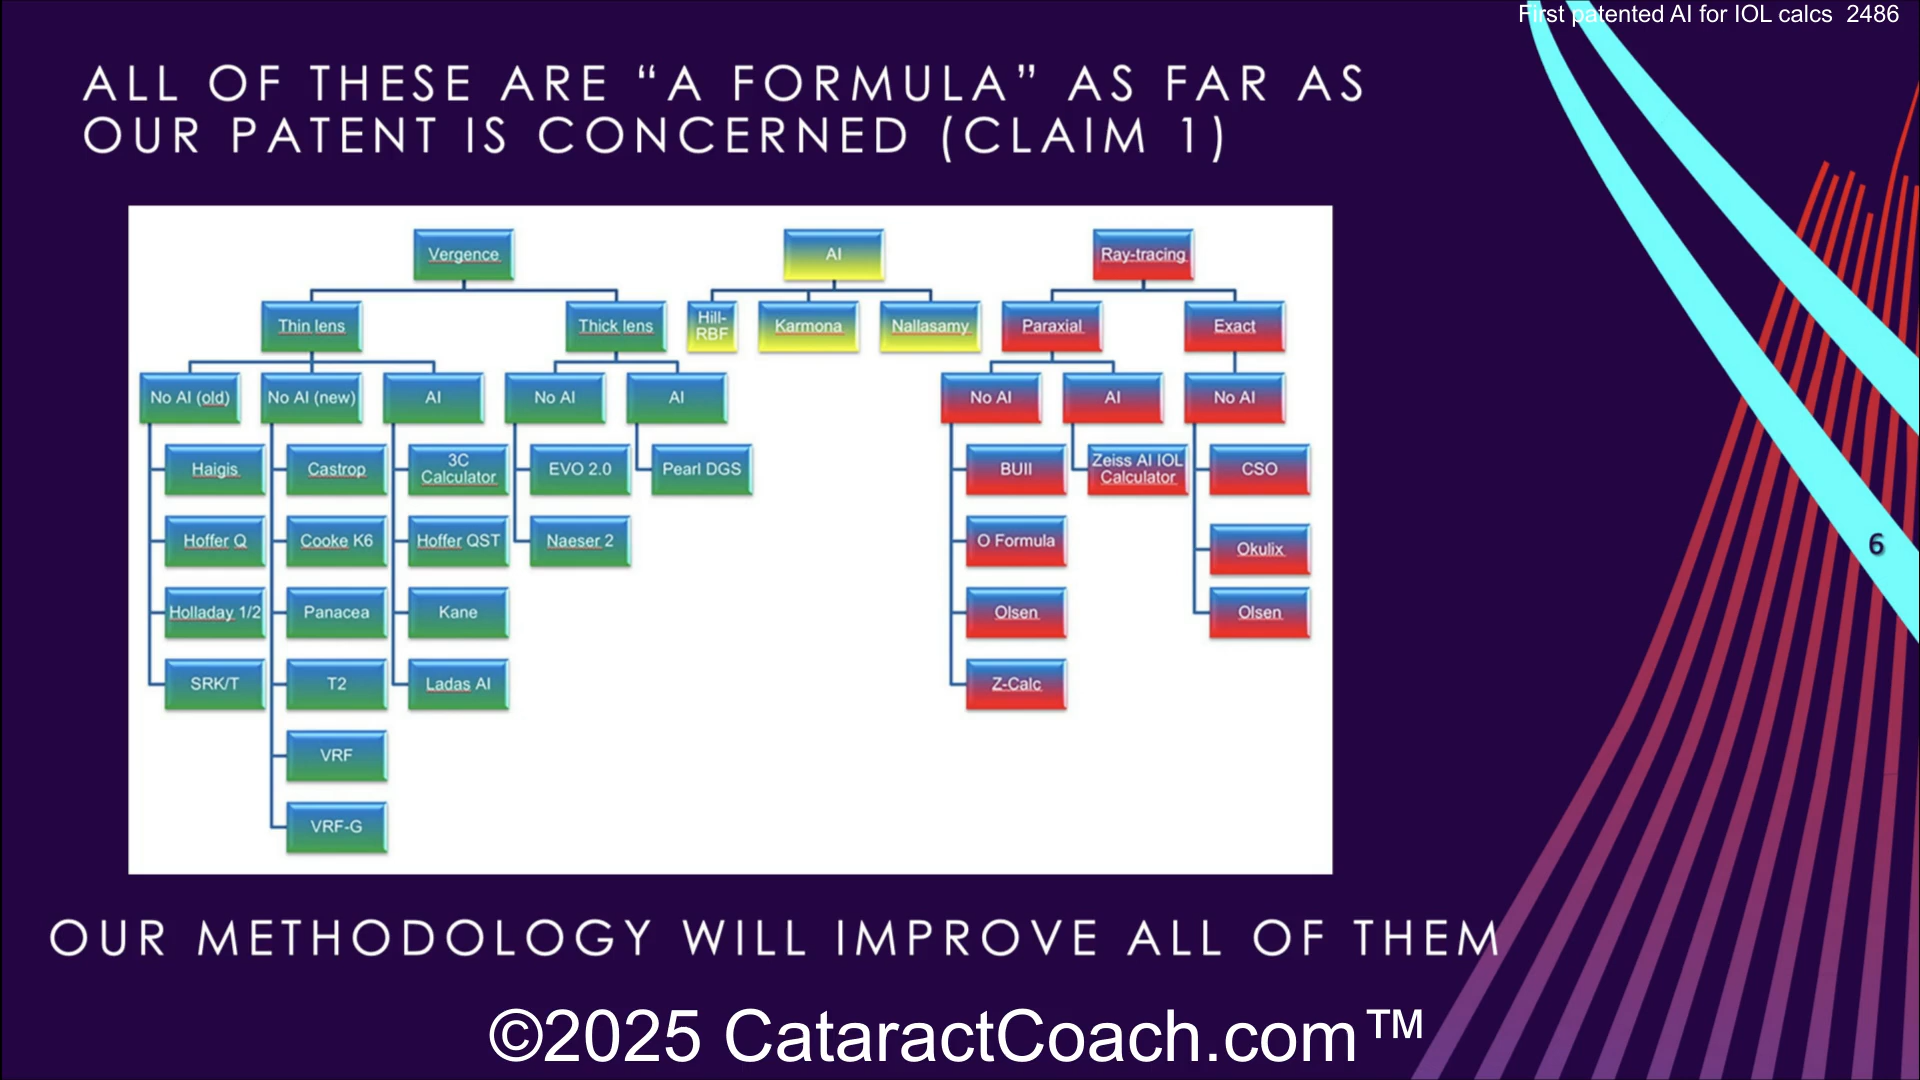 First patented AI for IOL calcs 2486
ALL OF THESE ARE “A FORMULA” AS FAR AS
OUR PATENT IS CONCERNED (CLAIM 1)
Vergence
AI
Ray-tracing
Thin lens
Thick lens
Hill-
RBF
Karmona
Nallasamy
Paraxial
Exact
No AI (old)
No AI (new)
AI
No AI
AI
No AI
AI
No AI
Haigis
Castrop
3C
Calculator
EVO 2.0
Pearl DGS
BUII
Zeiss AI IOL
Calculator
CSO
Hoffer Q
Cooke K6
Hoffer QST
Naeser 2
O Formula
Okulix
6
Holladay 1/2
Panacea
Kane
Olsen
Olsen
SRK/T
T2
Ladas AI
Z-Calc
VRF
VRF-G
OUR METHODOLOGY WILL IMPROVE ALL OF THEM
©2025 CataractCoach.com™